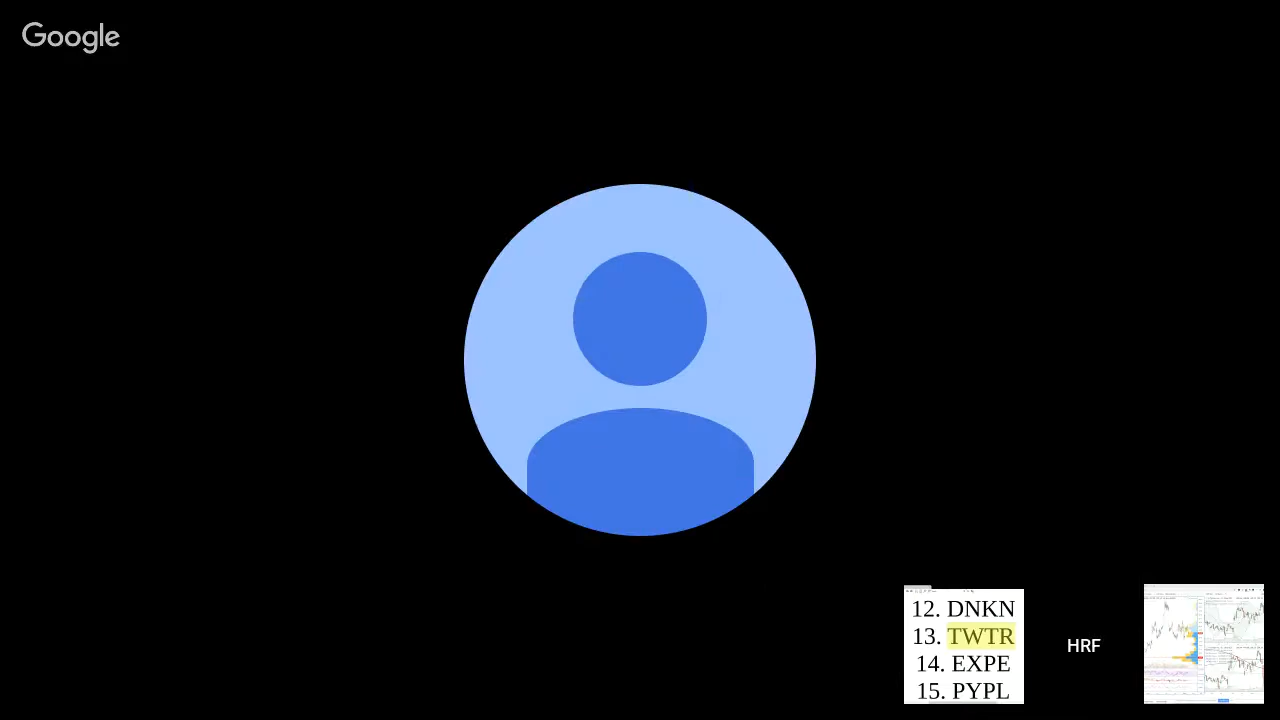 Google
12. DNKN
13. TWTR
14. EXPE
15. PYPL
HRF